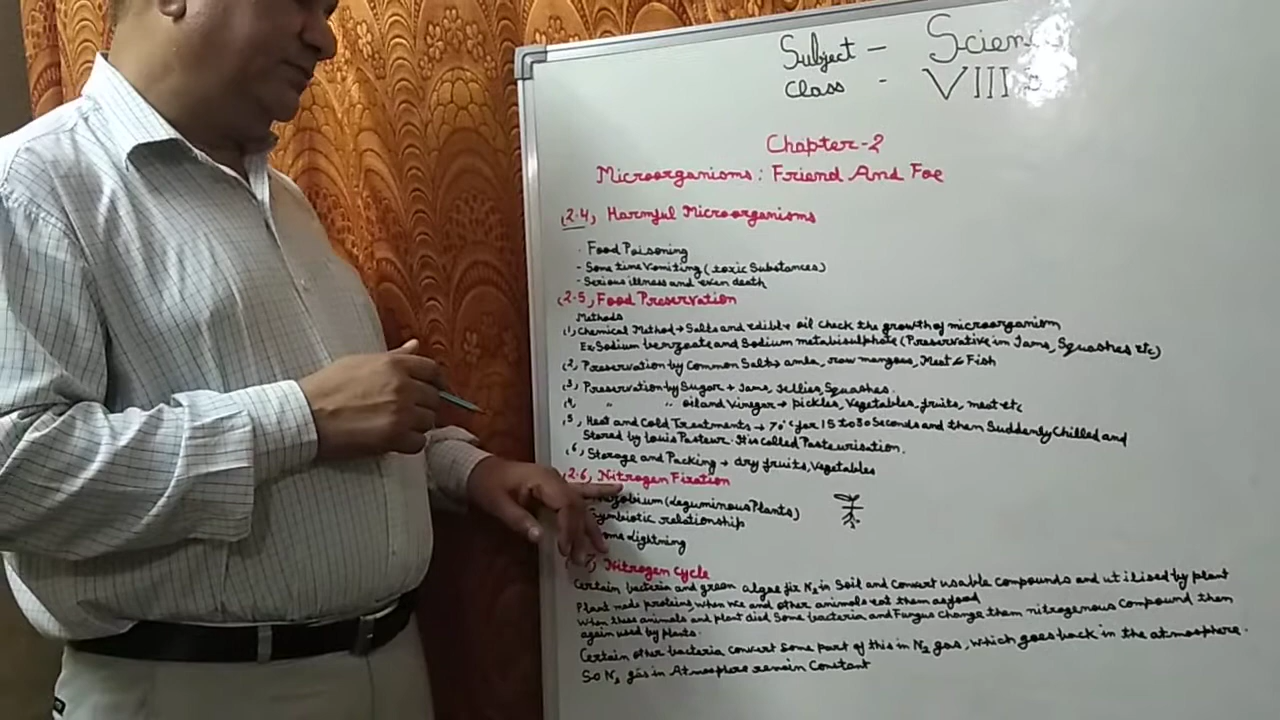 Subject - Scien
Class - VIII
Chapter-2
Microorganisms: Friend And Foe
(2.4, Harmful Microorganisms
. Food Poisoning
- Some time Vomiting (toxic Substances)
- Serious illness and even death
(2.5, Food Preservation
Methods
(1, Chemical Method → Salts and edible oil Check the growth of microorganism
Ex Sodium benzoate and Sodium metabisulphate (Preservative in Jams, Squashes etc)
(2, Preservation by Common Salt → amla, raw mangoes, Meat & Fish
(3, Preservation by Sugar → Jams, Jellies, Squashes.
(4, " " oil and Vinegar → pickles, Vegetables, fruits, meat etc
(5, Heat and Cold Treatments → 70°c for 15 to 30 Seconds and then Suddenly Chilled and
Stored by Louis Pasteur. It is called Pasteurisation.
(6, Storage and Packing → dry fruits, Vegetables
(2.6, Nitrogen Fixation
(Leguminous Plants)
Symbiotic relationship
Lightning
7, Nitrogen Cycle
Certain bacteria and green algae fix N2 in Soil and Convert usable Compounds and utilised by plant
Plant made proteins when we and other animals eat them as food
When these animals and plant died Some bacteria and Fungus Change them nitrogenous Compound then
again used by plants.
Certain other bacteria convert some part of this in N2 gas, which goes back in the atmosphere.
So N2 gas in Atmosphere remain Constant